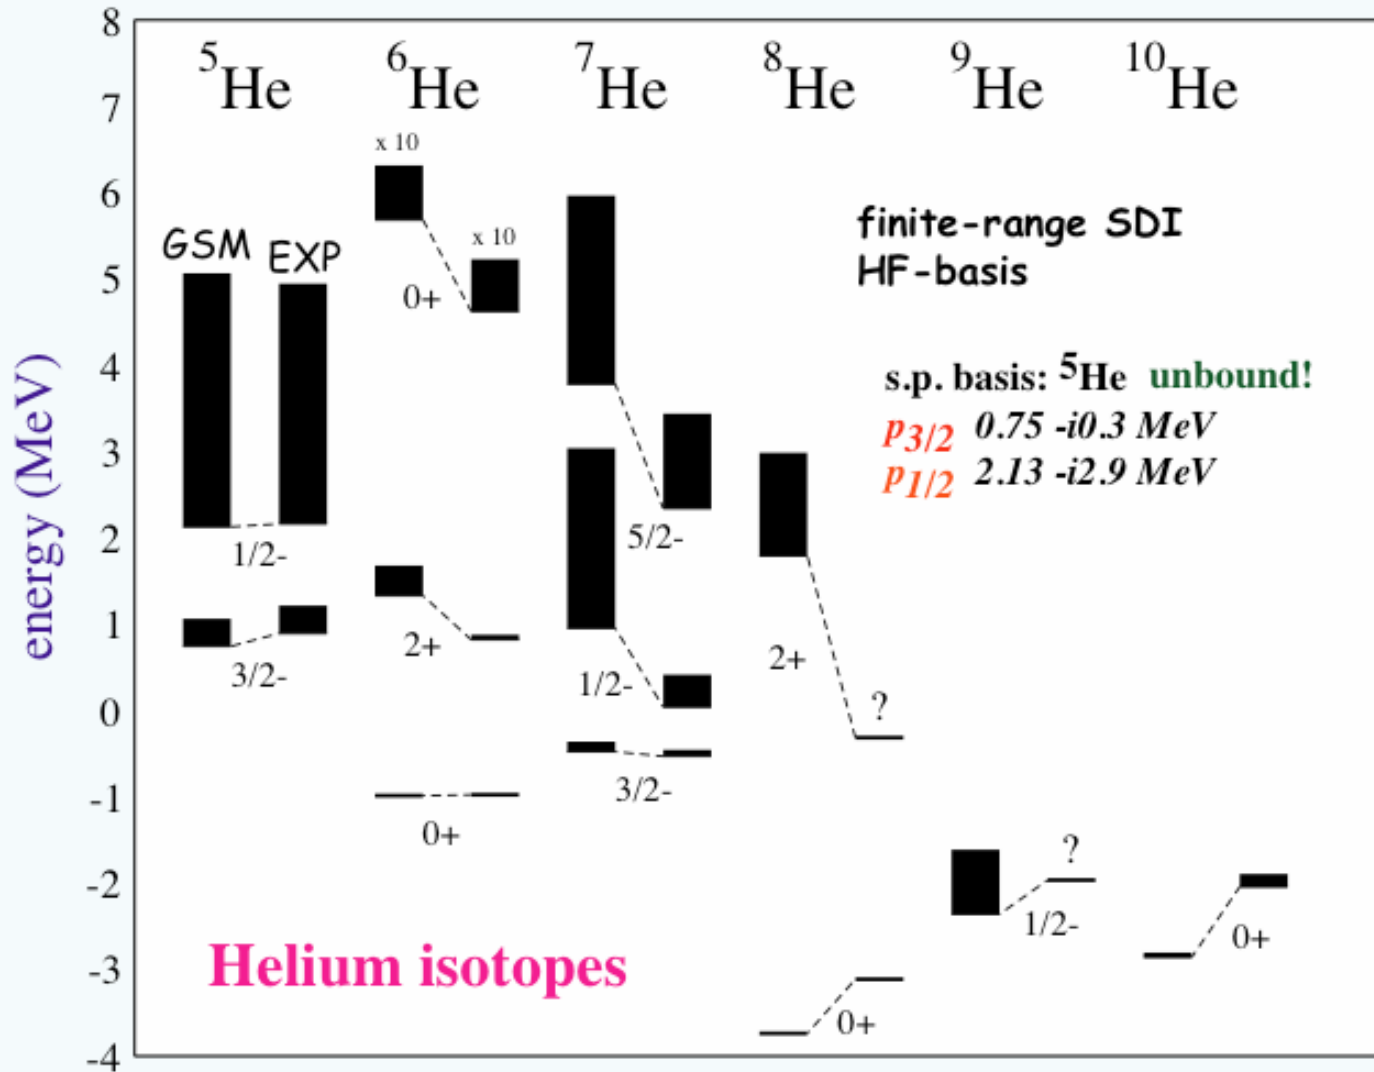 8
7
6
5
4
3
2
1
0
-1
-2
-3
-4
energy (MeV)
⁵He ⁶He ⁷He ⁸He ⁹He ¹⁰He
GSM EXP
1/2-
3/2-
x 10
x 10
0+
2+
0+
5/2-
1/2-
3/2-
2+
?
0+
?
1/2-
0+
finite-range SDI
HF-basis
s.p. basis: ⁵He unbound!
p3/2 0.75 -i0.3 MeV
p1/2 2.13 -i2.9 MeV
Helium isotopes